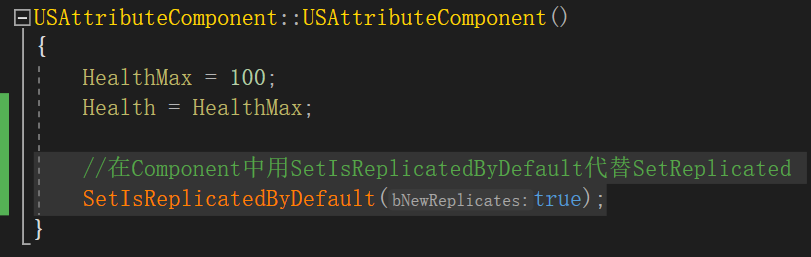 USAttributeComponent::USAttributeComponent()
{
HealthMax = 100;
Health = HealthMax;
//在Component中用SetIsReplicatedByDefault代替SetReplicated
SetIsReplicatedByDefault(bNewReplicates:true);
}